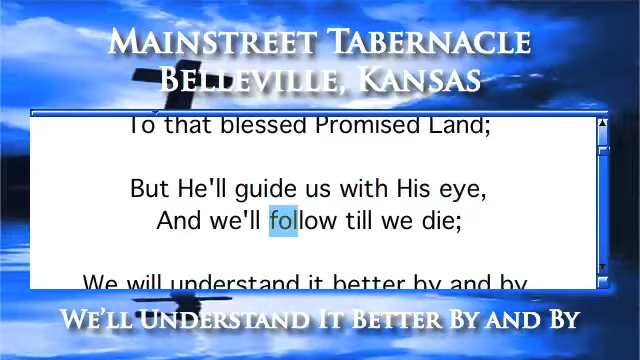 Mainstreet Tabernacle
Belleville, Kansas
To that blessed Promised Land;
But He'll guide us with His eye,
And we'll follow till we die;
We will understand it better by and by
We'll Understand It Better By and By